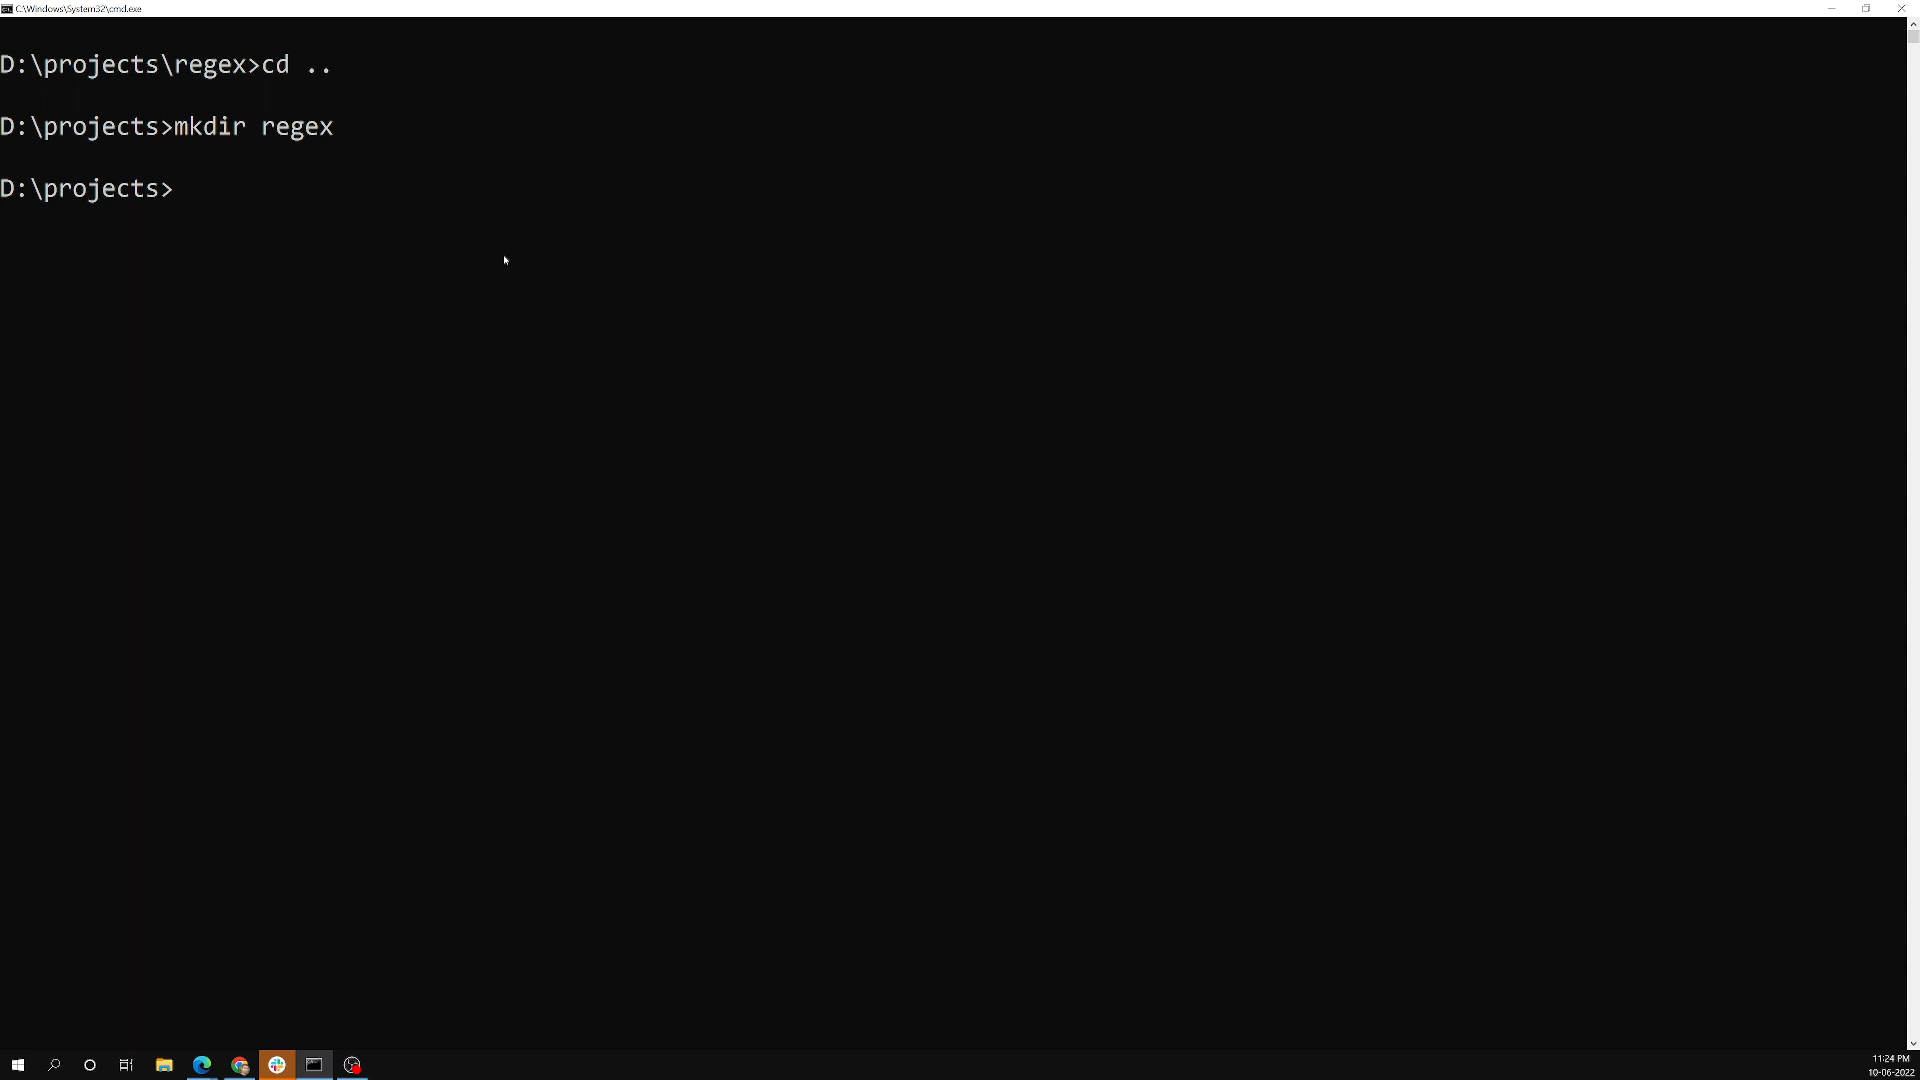 C:\Windows\System32\cmd.exe
D:\projects\regex>cd ..
D:\projects>mkdir regex
D:\projects>
11:24 PM
10-06-2022